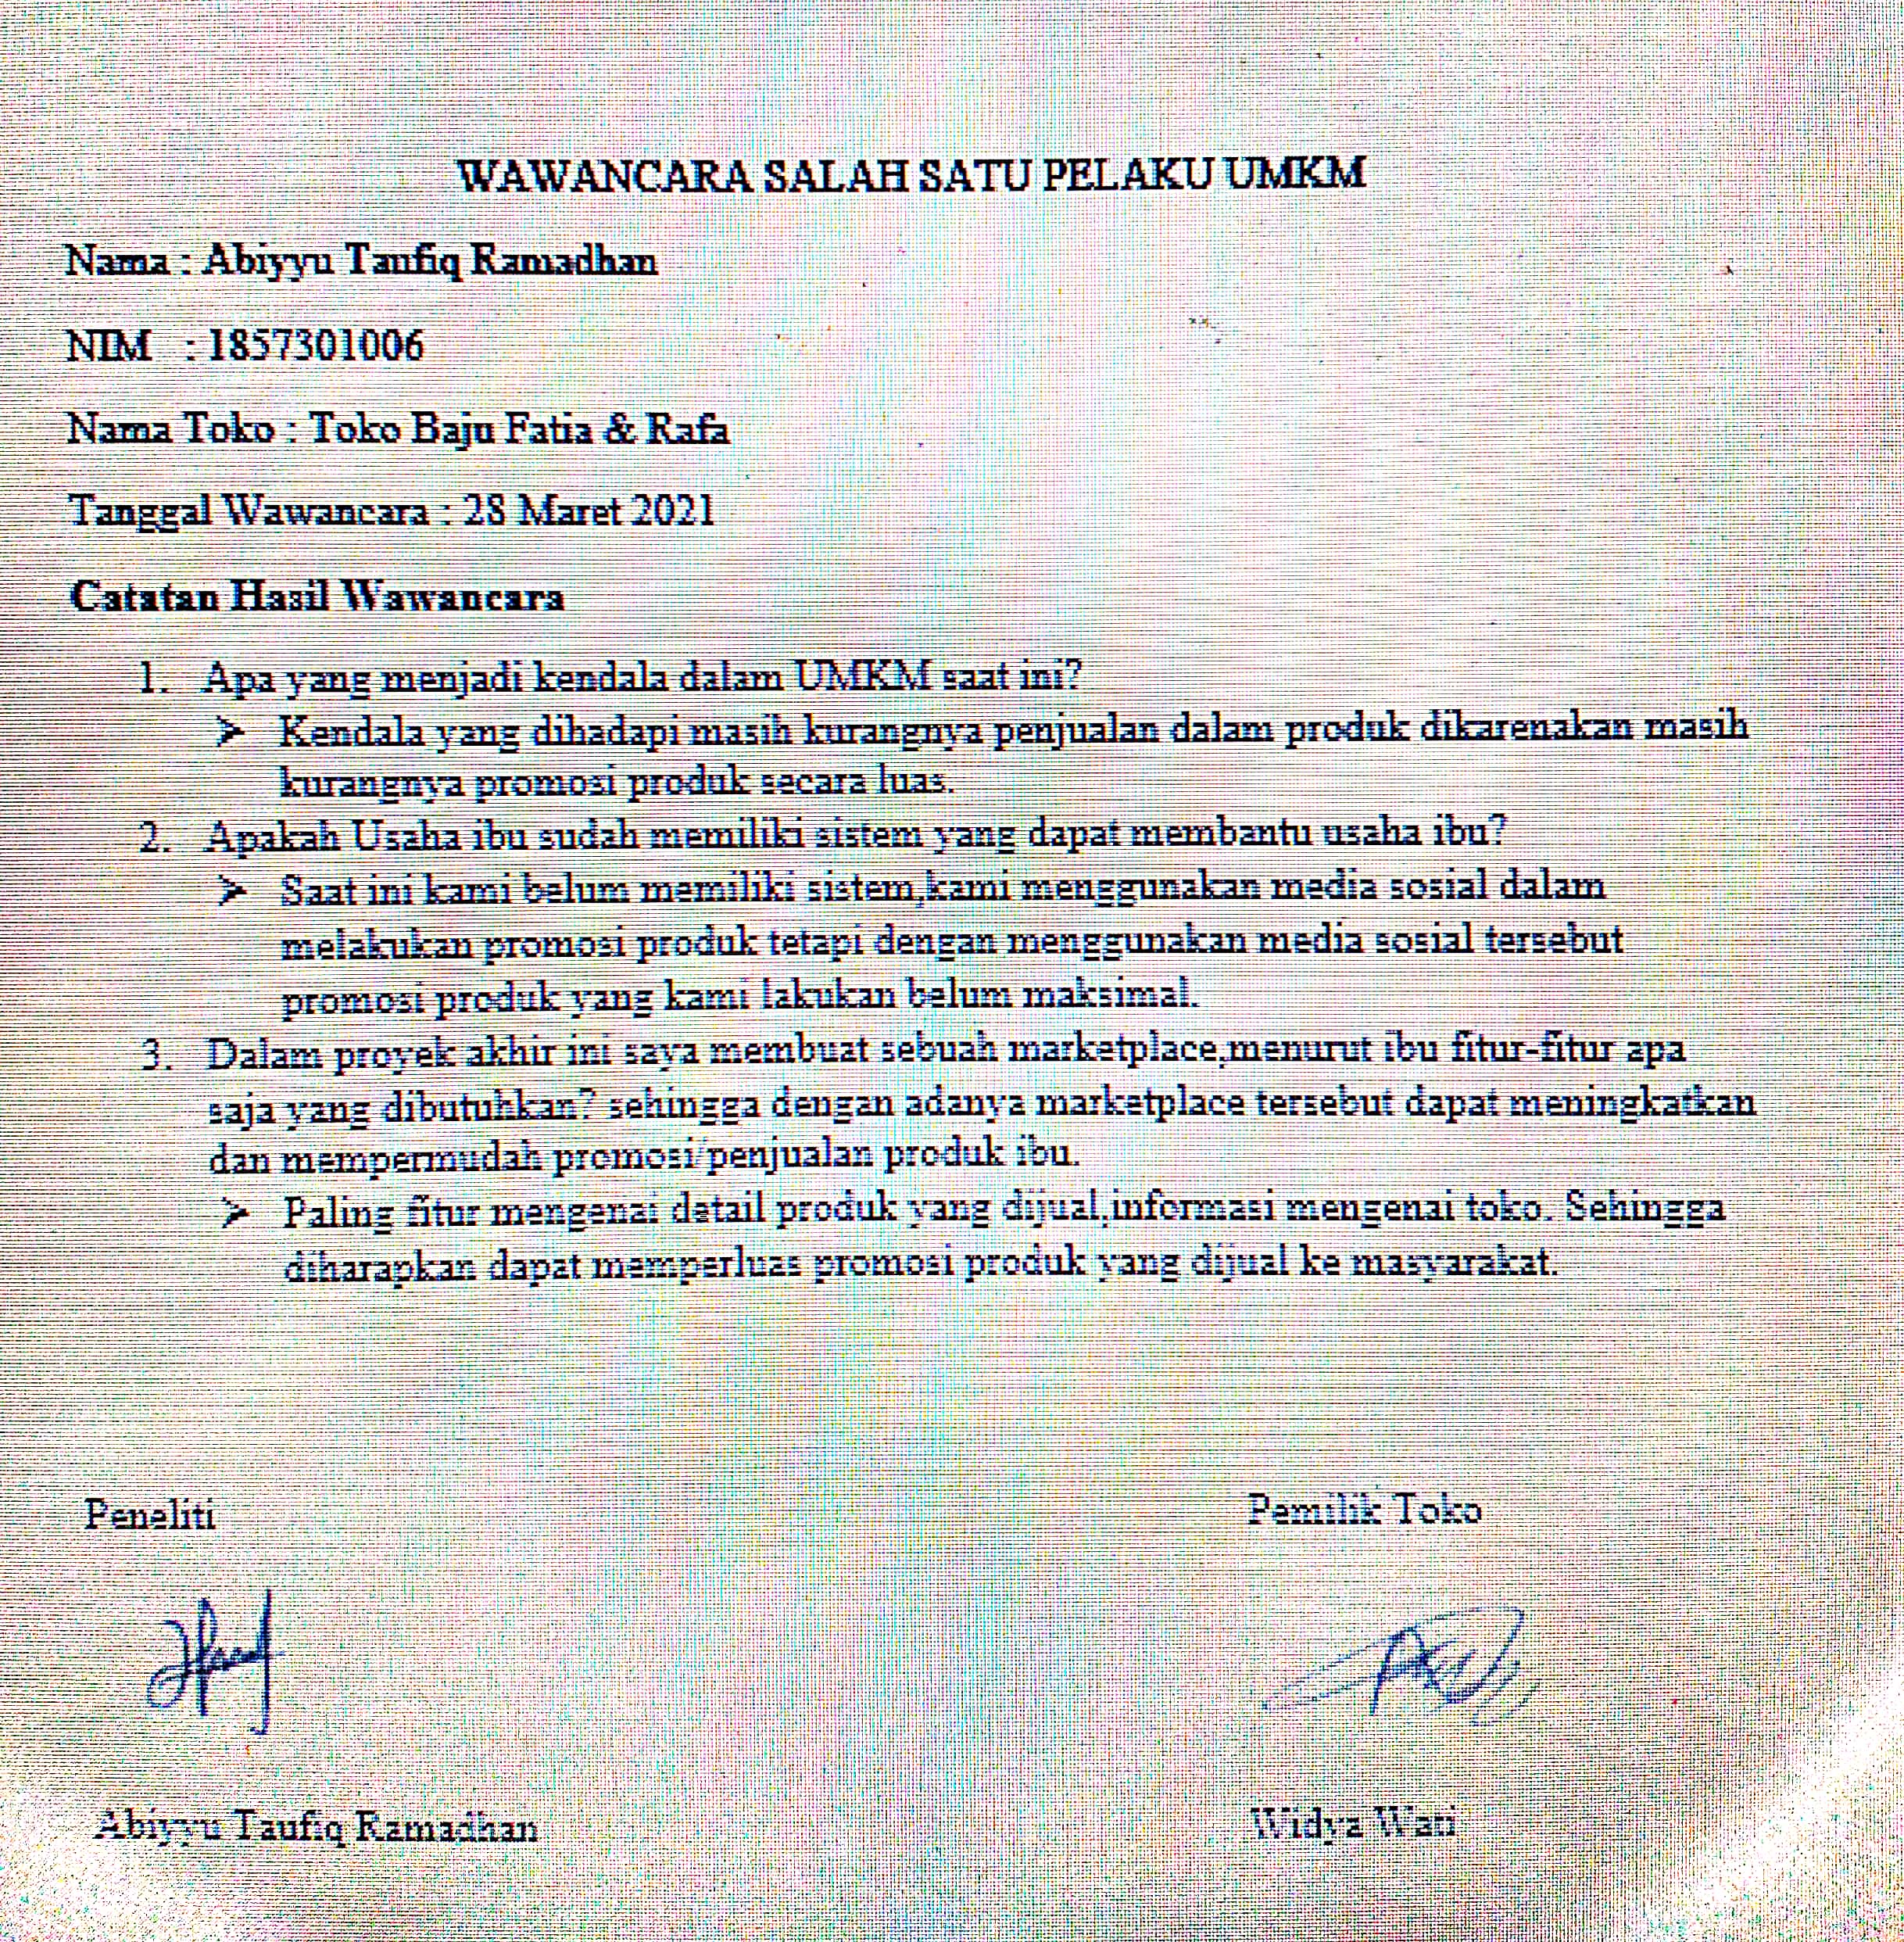 WAWANCARA SALAH SATU PELAKU UMKM
Nama : Abiyyu Taufiq Ramadhan
NIM : 1857301006
Nama Toko : Toko Baju Fatia & Rafa
Tanggal Wawancara : 28 Maret 2021
Catatan Hasil Wawancara
1. Apa yang menjadi kendala dalam UMKM saat ini?
➤ Kendala yang dihadapi masih kurangnya penjualan dalam produk dikarenakan masih
kurangnya promosi produk secara luas.
2. Apakah Usaha ibu sudah memiliki sistem yang dapat membantu usaha ibu?
➤ Saat ini kami belum memiliki sistem,kami menggunakan media sosial dalam
melakukan promosi produk tetapi dengan menggunakan media sosial tersebut
promosi produk yang kami lakukan belum maksimal.
3. Dalam proyek akhir ini saya membuat sebuah marketplace,menurut ibu fitur-fitur apa
saja yang dibutuhkan? sehingga dengan adanya marketplace tersebut dapat meningkatkan
dan mempermudah promosi/penjualan produk ibu.
➤ Paling fitur mengenai detail produk yang dijual,informasi mengenai toko. Sehingga
diharapkan dapat memperluas promosi produk yang dijual ke masyarakat.
Peneliti
Pemilik Toko
Abiyyu Taufiq Ramadhan
Widya Wati